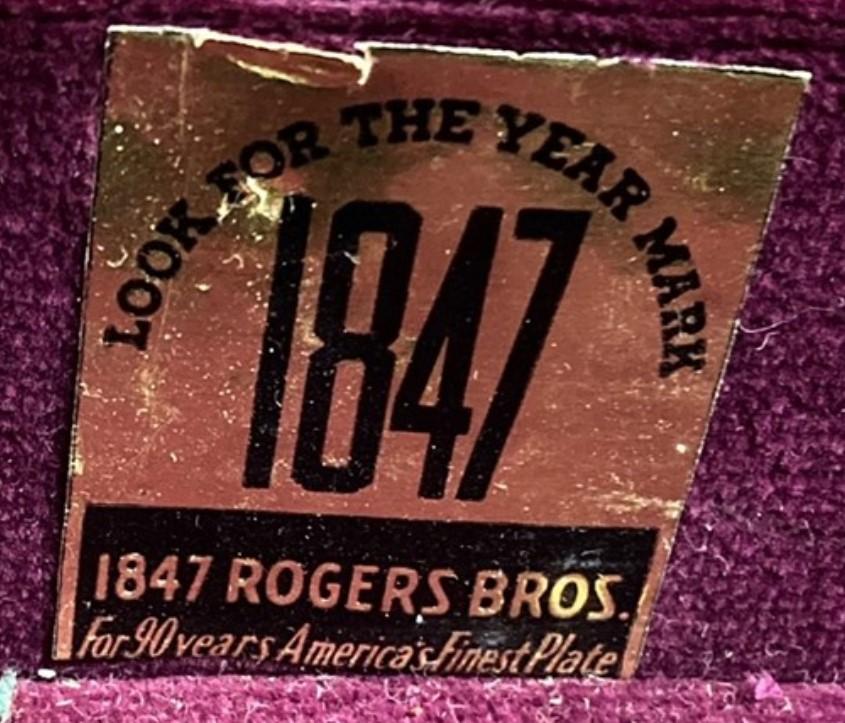 LOOK FOR THE YEAR MARK
1847
1847 ROGERS BROS.
For 90 years America's Finest Plate